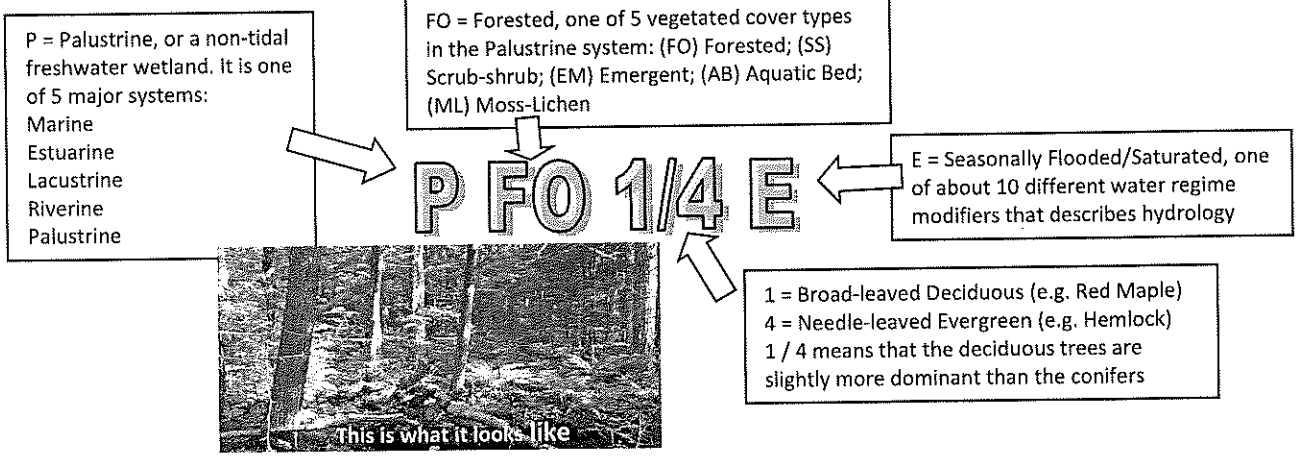 P = Palustrine, or a non-tidal
freshwater wetland. It is one
of 5 major systems:
Marine
Estuarine
Lacustrine
Riverine
Palustrine
FO = Forested, one of 5 vegetated cover types
in the Palustrine system: (FO) Forested; (SS)
Scrub-shrub; (EM) Emergent; (AB) Aquatic Bed;
(ML) Moss-Lichen
P FO 1/4 E
E = Seasonally Flooded/Saturated, one
of about 10 different water regime
modifiers that describes hydrology
1 = Broad-leaved Deciduous (e.g. Red Maple)
4 = Needle-leaved Evergreen (e.g. Hemlock)
1 / 4 means that the deciduous trees are
slightly more dominant than the conifers
This is what it looks like